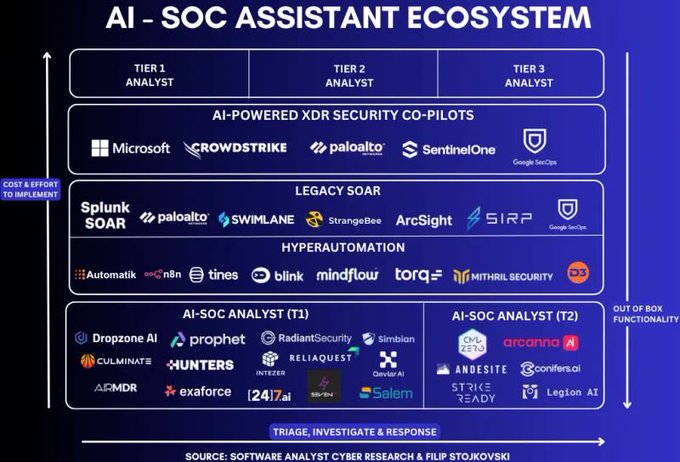 AI - SOC ASSISTANT ECOSYSTEM
TIER 1
ANALYST
TIER 2
ANALYST
TIER 3
ANALYST
AI-POWERED XDR SECURITY CO-PILOTS
Microsoft
CROWDSTRIKE
paloalto
NETWORKS
SentinelOne
Google SecOps
COST & EFFORT
TO IMPLEMENT
LEGACY SOAR
Splunk
SOAR
paloalto
NETWORKS
SWIMLANE
StrangeBee
ArcSight
SIRP
Google SecOps
HYPERAUTOMATION
Automatik
n8n
tines
blink
mindflow
torq
MITHRIL SECURITY
D3
AI-SOC ANALYST (T1)
Dropzone AI
prophet
RadiantSecurity
Simbian
CULMINATE
HUNTERS
INTEZER
RELIAQUEST
Qevlar AI
AIRMDR
exaforce
[24]7.ai
SEVEN
Salem
AI-SOC ANALYST (T2)
CMD
ZERO
arcanna
AI
ANDESITE
conifers.ai
STRIKE
READY
Legion AI
OUT OF BOX
FUNCTIONALITY
TRIAGE, INVESTIGATE & RESPONSE
SOURCE: SOFTWARE ANALYST CYBER RESEARCH & FILIP STOJKOVSKI